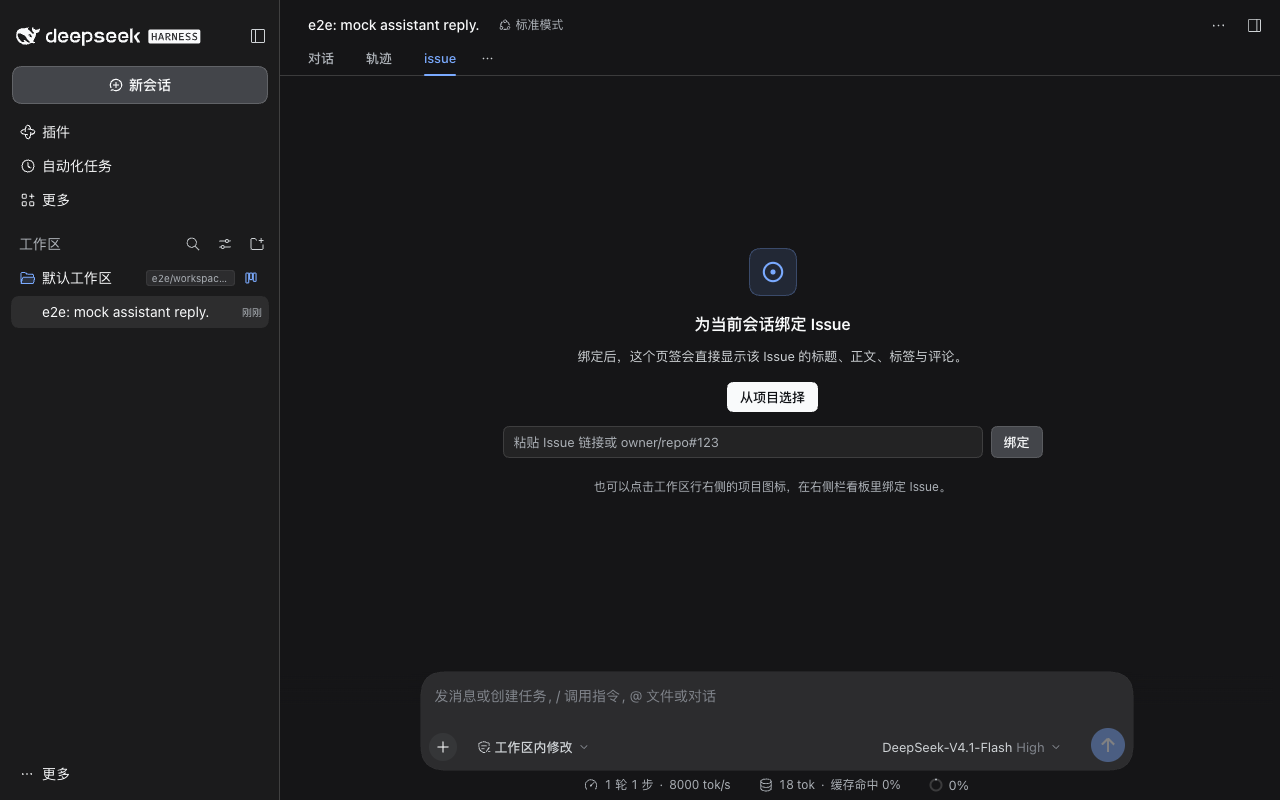 deepseek HARNESS
新会话
插件
自动化任务
更多
工作区
默认工作区 e2e/workspac...
e2e: mock assistant reply. 刚刚
更多
e2e: mock assistant reply. 标准模式
对话 轨迹 issue ...
为当前会话绑定 Issue
绑定后，这个页签会直接显示该 Issue 的标题、正文、标签与评论。
从项目选择
粘贴 Issue 链接或 owner/repo#123 绑定
也可以点击工作区行右侧的项目图标，在右侧栏看板里绑定 Issue。
发消息或创建任务, / 调用指令, @ 文件或对话
工作区内修改 DeepSeek-V4.1-Flash High
1 轮 1 步 · 8000 tok/s 18 tok · 缓存命中 0% 0%